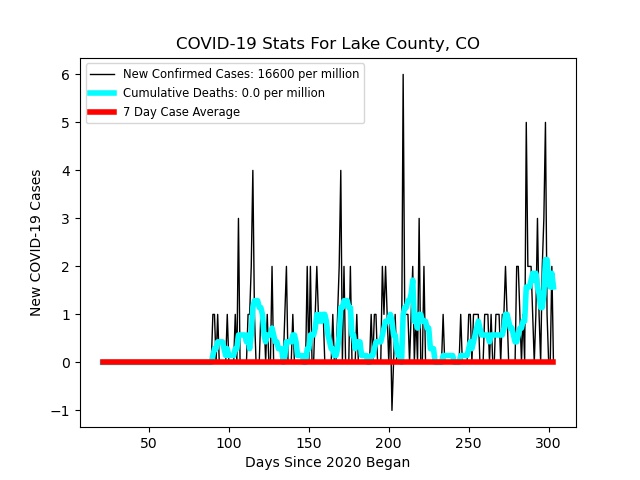 COVID-19 Stats For Lake County, CO
New Confirmed Cases: 16600 per million
Cumulative Deaths: 0.0 per million
7 Day Case Average
New COVID-19 Cases
6
5
4
3
2
1
0
−1
50 100 150 200 250 300
Days Since 2020 Began